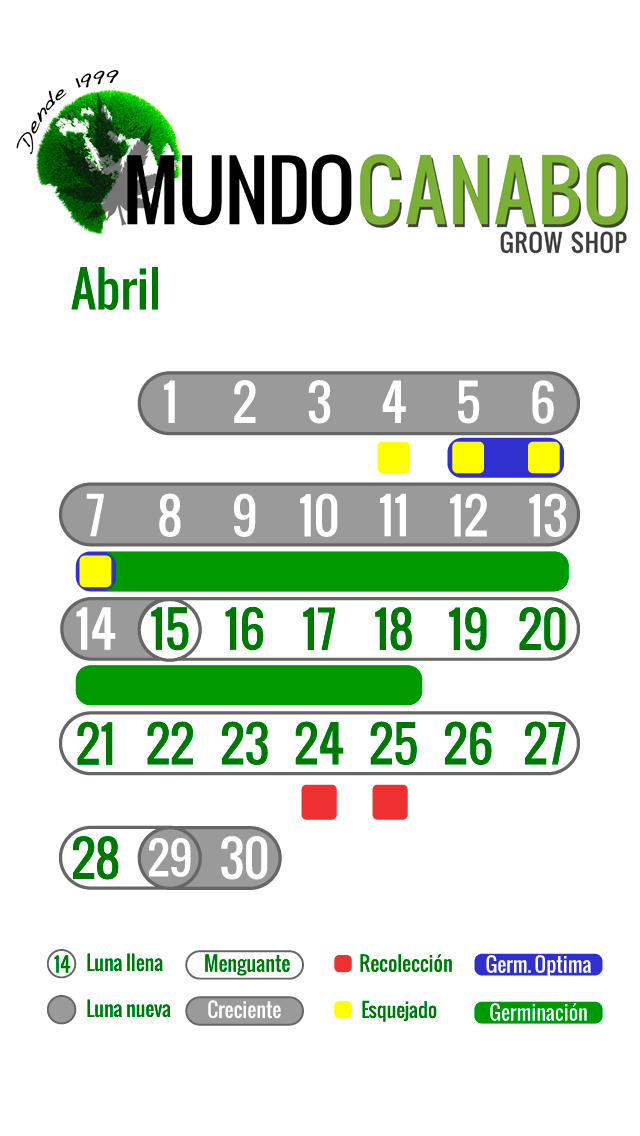 Dende 1999
MUNDOCANABO
GROW SHOP
Abril
1 2 3 4 5 6
7 8 9 10 11 12 13
14 15 16 17 18 19 20
21 22 23 24 25 26 27
28 29 30
14 Luna llena Menguante Recolección Germ. Optima
Luna nueva Creciente Esquejado Germinación